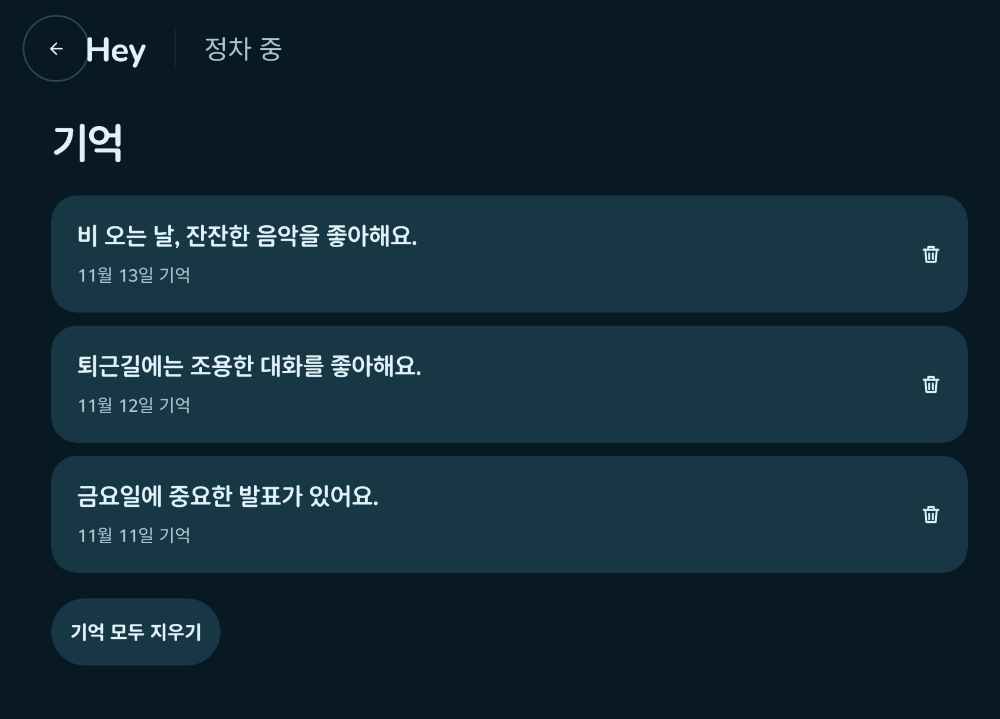 Hey
정차 중
기억
비 오는 날, 잔잔한 음악을 좋아해요.
11월 13일 기억
퇴근길에는 조용한 대화를 좋아해요.
11월 12일 기억
금요일에 중요한 발표가 있어요.
11월 11일 기억
기억 모두 지우기